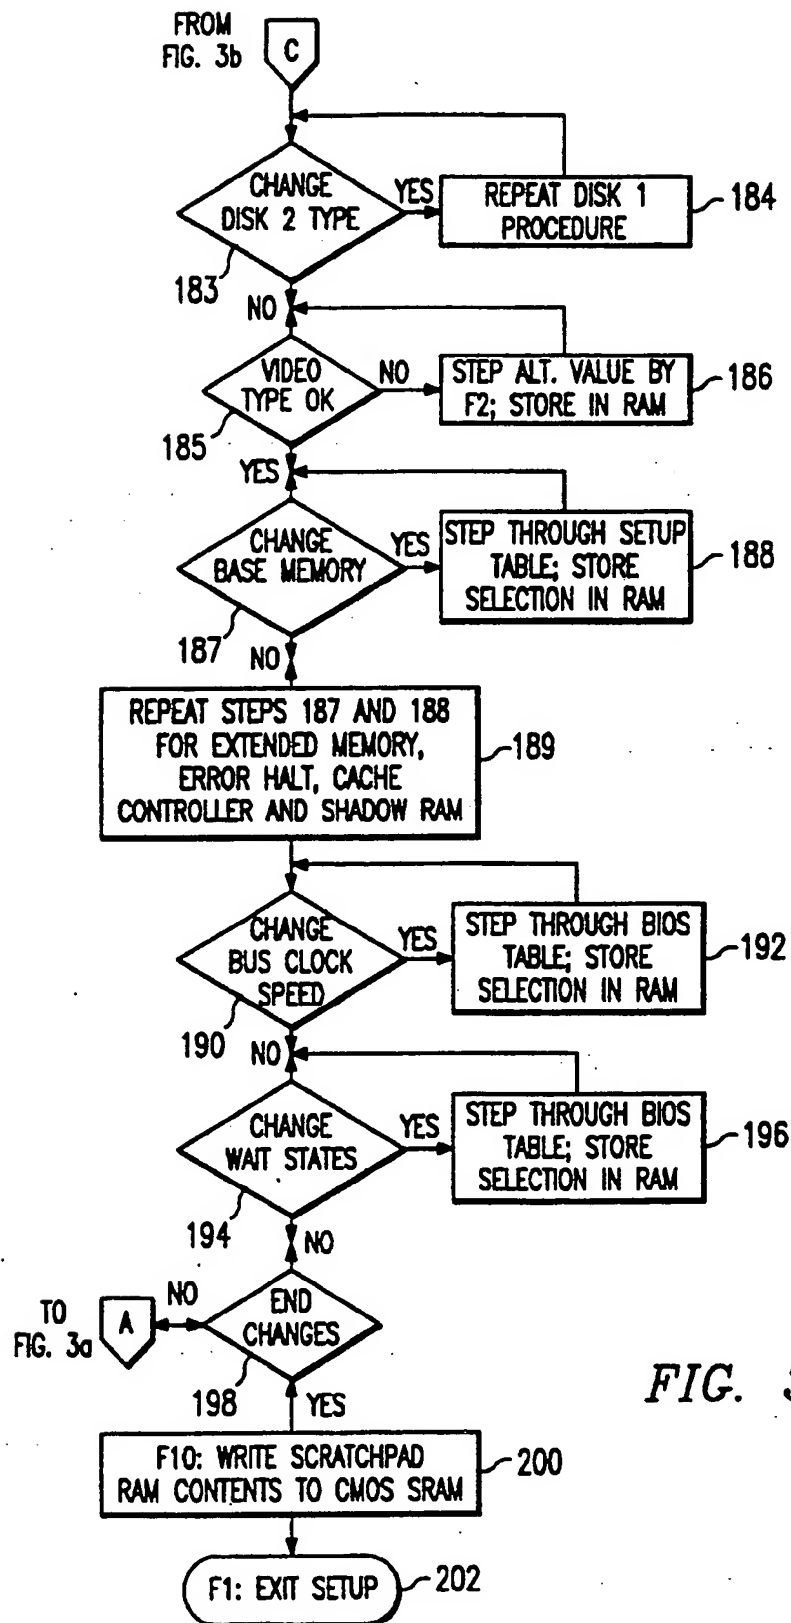 FROM
FIG. 3b
C
CHANGE
DISK 2 TYPE
183
YES
REPEAT DISK 1
PROCEDURE
184
NO
VIDEO
TYPE OK
185
NO
STEP ALT. VALUE BY
F2; STORE IN RAM
186
YES
CHANGE
BASE MEMORY
187
YES
STEP THROUGH SETUP
TABLE; STORE
SELECTION IN RAM
188
NO
REPEAT STEPS 187 AND 188
FOR EXTENDED MEMORY,
ERROR HALT, CACHE
CONTROLLER AND SHADOW RAM
189
CHANGE
BUS CLOCK
SPEED
190
YES
STEP THROUGH BIOS
TABLE; STORE
SELECTION IN RAM
192
NO
CHANGE
WAIT STATES
194
YES
STEP THROUGH BIOS
TABLE; STORE
SELECTION IN RAM
196
NO
END
CHANGES
198
NO
A
TO
FIG. 3a
YES
FIG.
F10: WRITE SCRATCHPAD
RAM CONTENTS TO CMOS SRAM
200
F1: EXIT SETUP
202